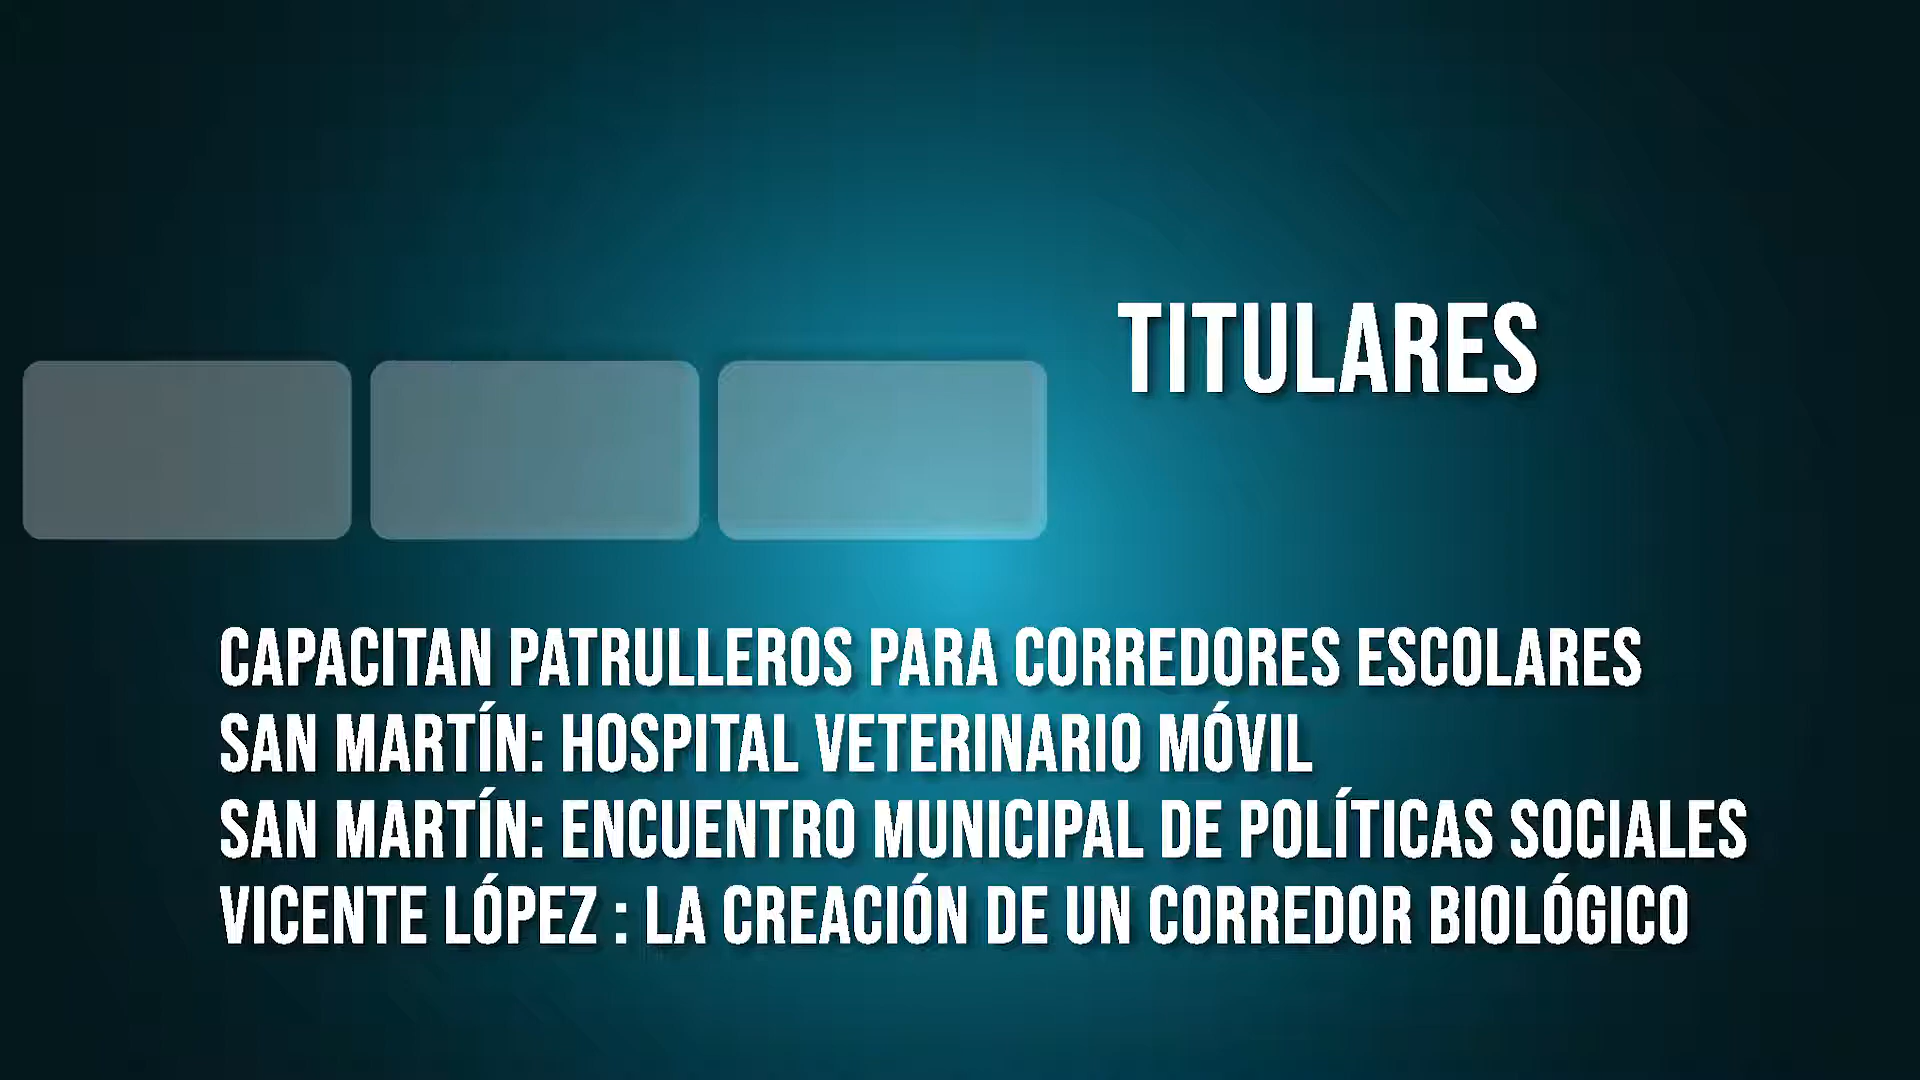 TITULARES
CAPACITAN PATRULLEROS PARA CORREDORES ESCOLARES
SAN MARTÍN: HOSPITAL VETERINARIO MÓVIL
SAN MARTÍN: ENCUENTRO MUNICIPAL DE POLÍTICAS SOCIALES
VICENTE LÓPEZ : LA CREACIÓN DE UN CORREDOR BIOLÓGICO